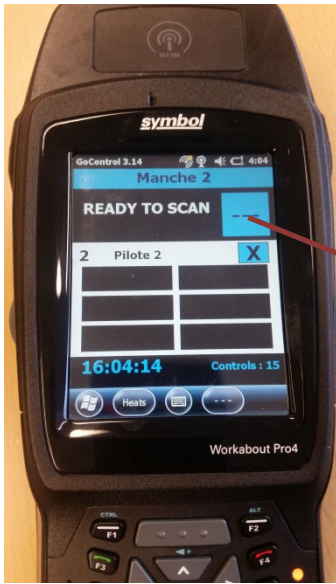 symbol
GoControl 3.14 4:04
Manche 2
READY TO SCAN ---
2 Pilote 2 X
16:04:14 Controls : 15
Heats ---
Workabout Pro4
CTRL ALT
F1 F2
F3 F4